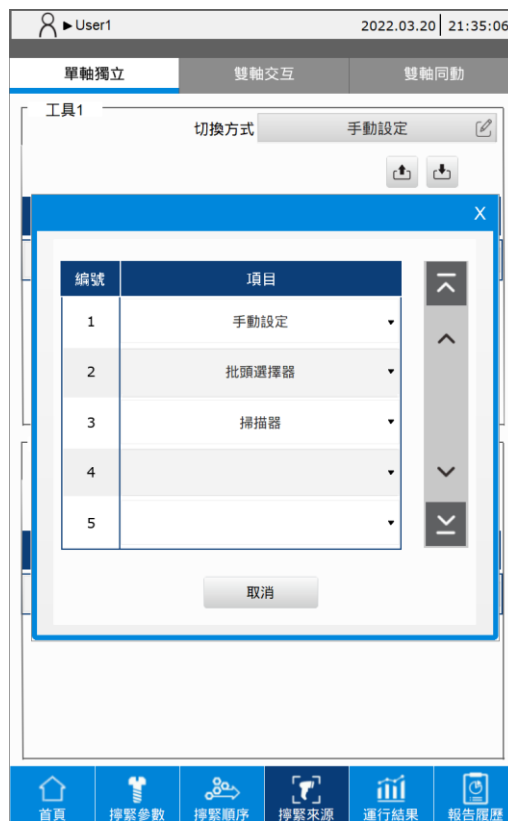 ►User1 2022.03.20 21:35:06
單軸獨立 雙軸交互 雙軸同動
工具1
切換方式 手動設定
X
編號 項目
1 手動設定
2 批頭選擇器
3 掃描器
4
5
取消
首頁 擰緊參數 擰緊順序 擰緊來源 運行結果 報告履歷